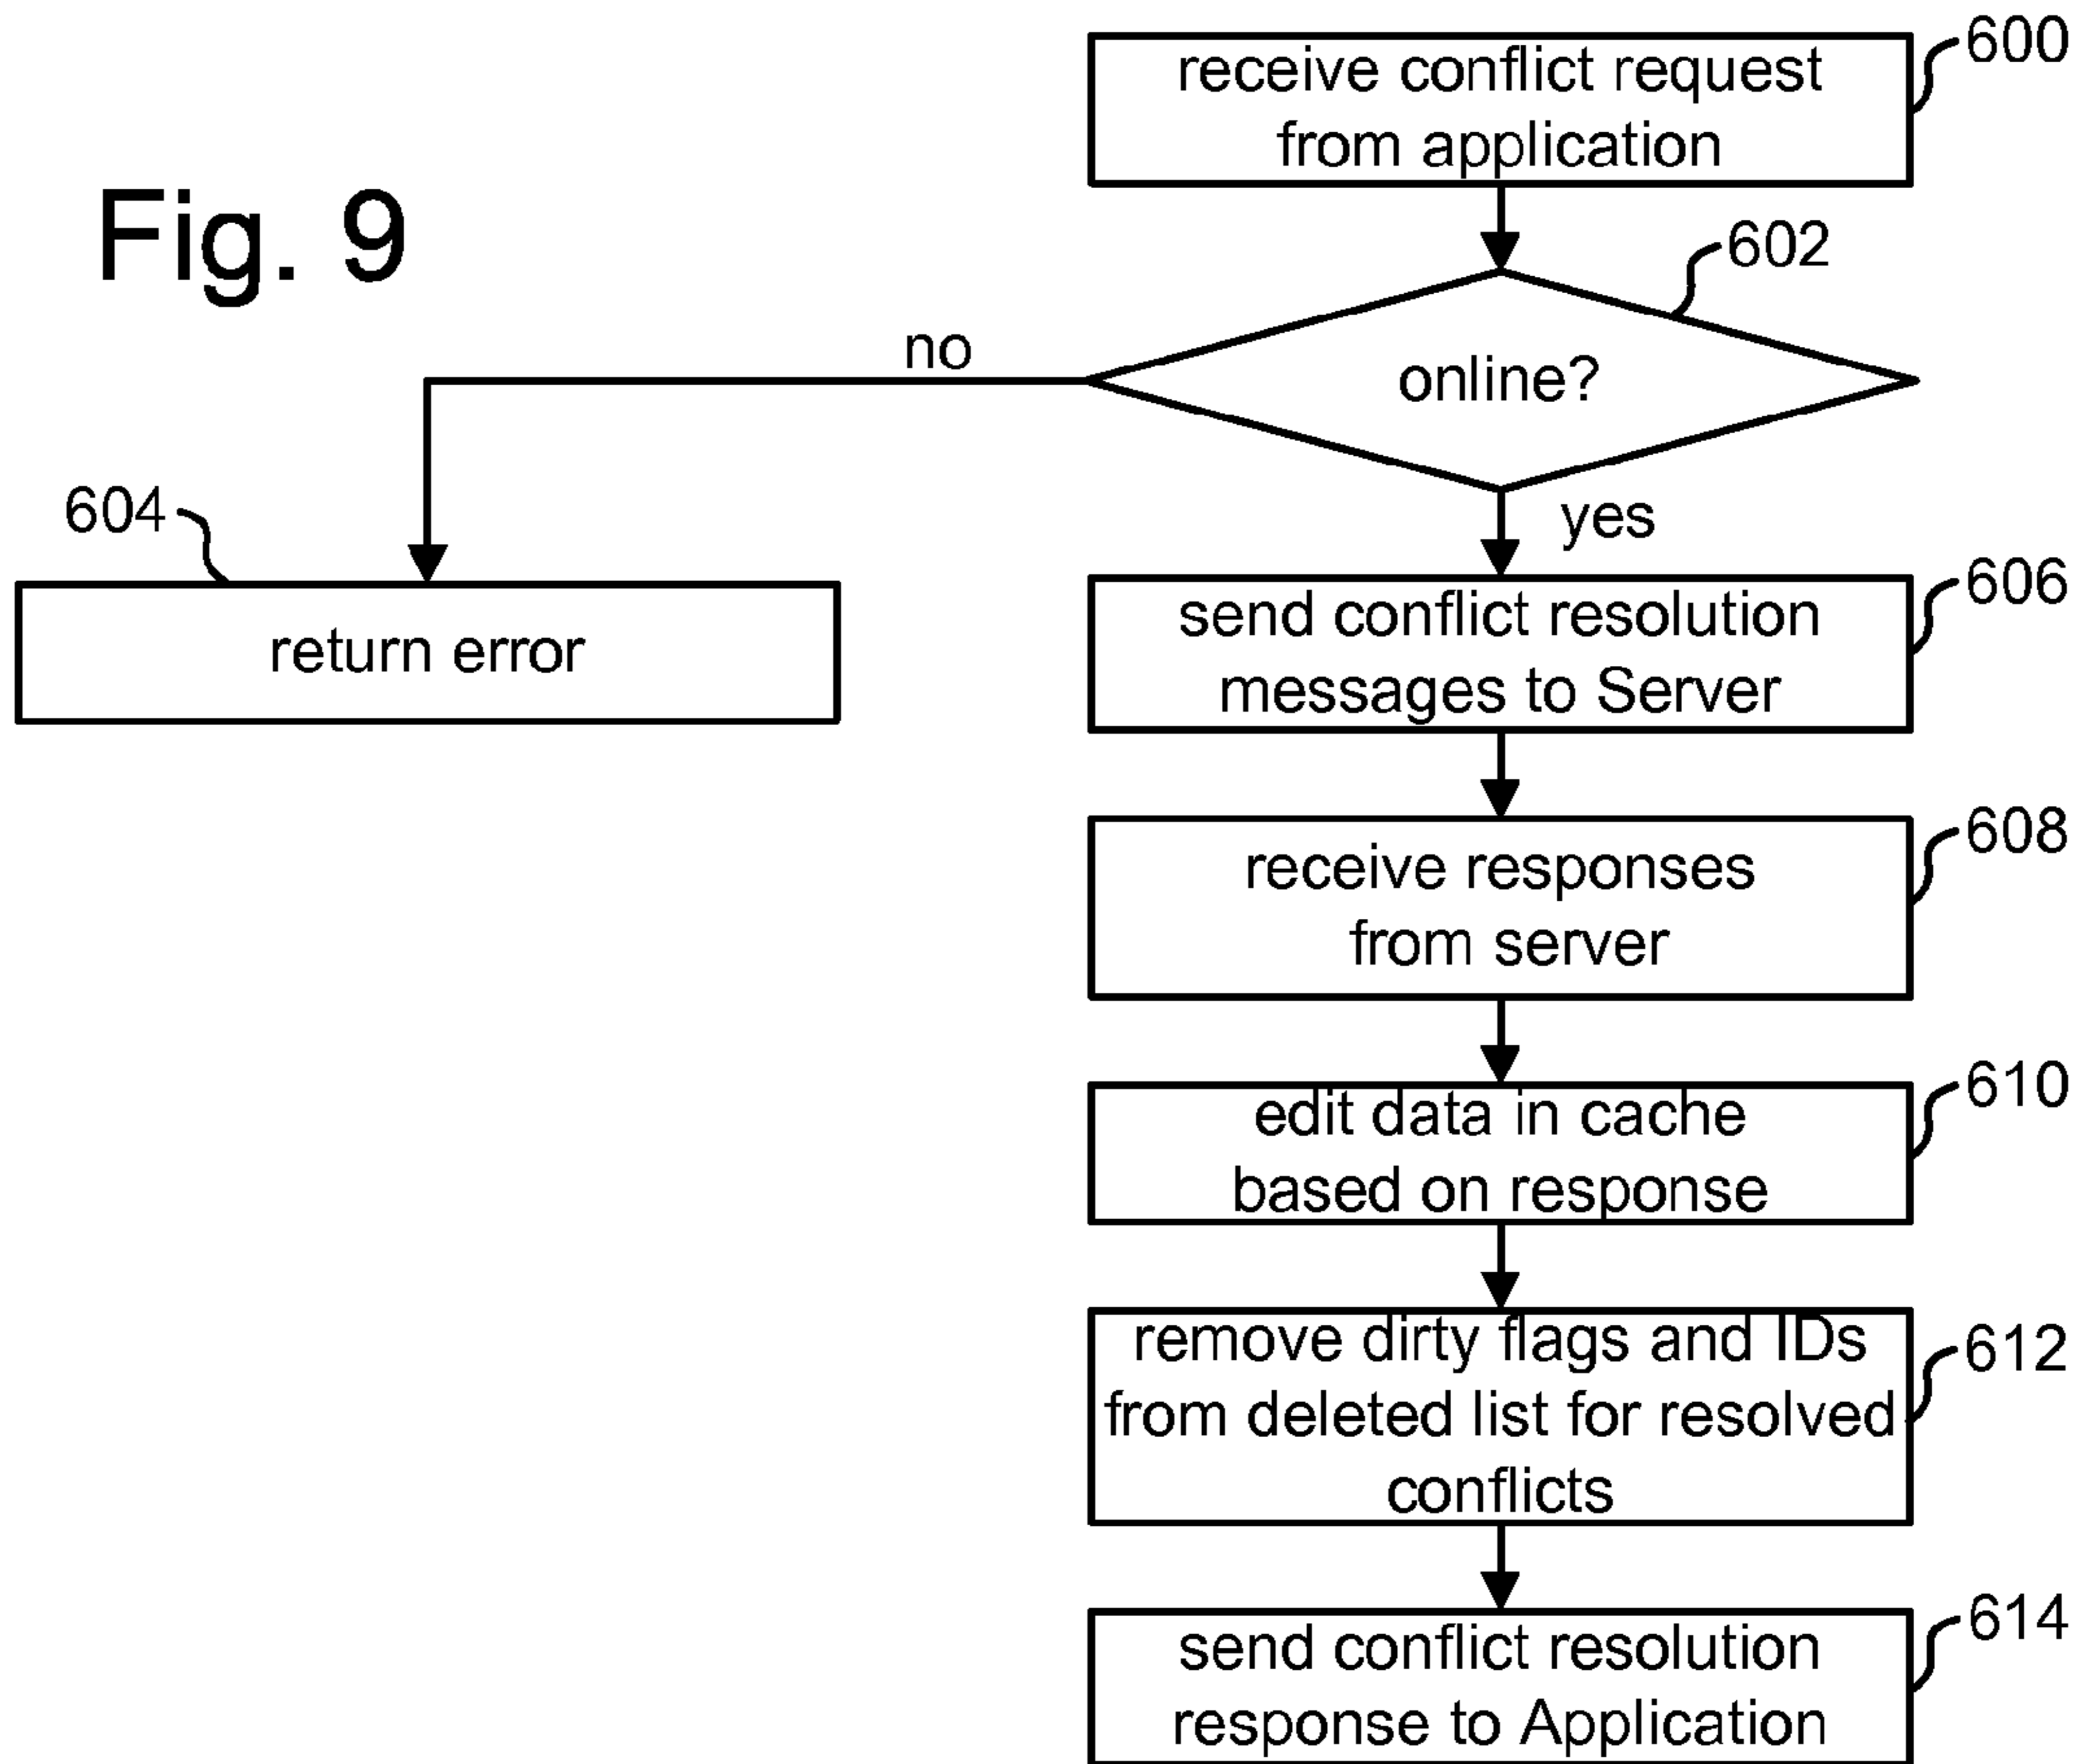 Fig. 9
receive conflict request
from application
600
online?
602
no
yes
604
return error
send conflict resolution
messages to Server
606
receive responses
from server
608
edit data in cache
based on response
610
remove dirty flags and IDs
from deleted list for resolved
conflicts
612
send conflict resolution
response to Application
614